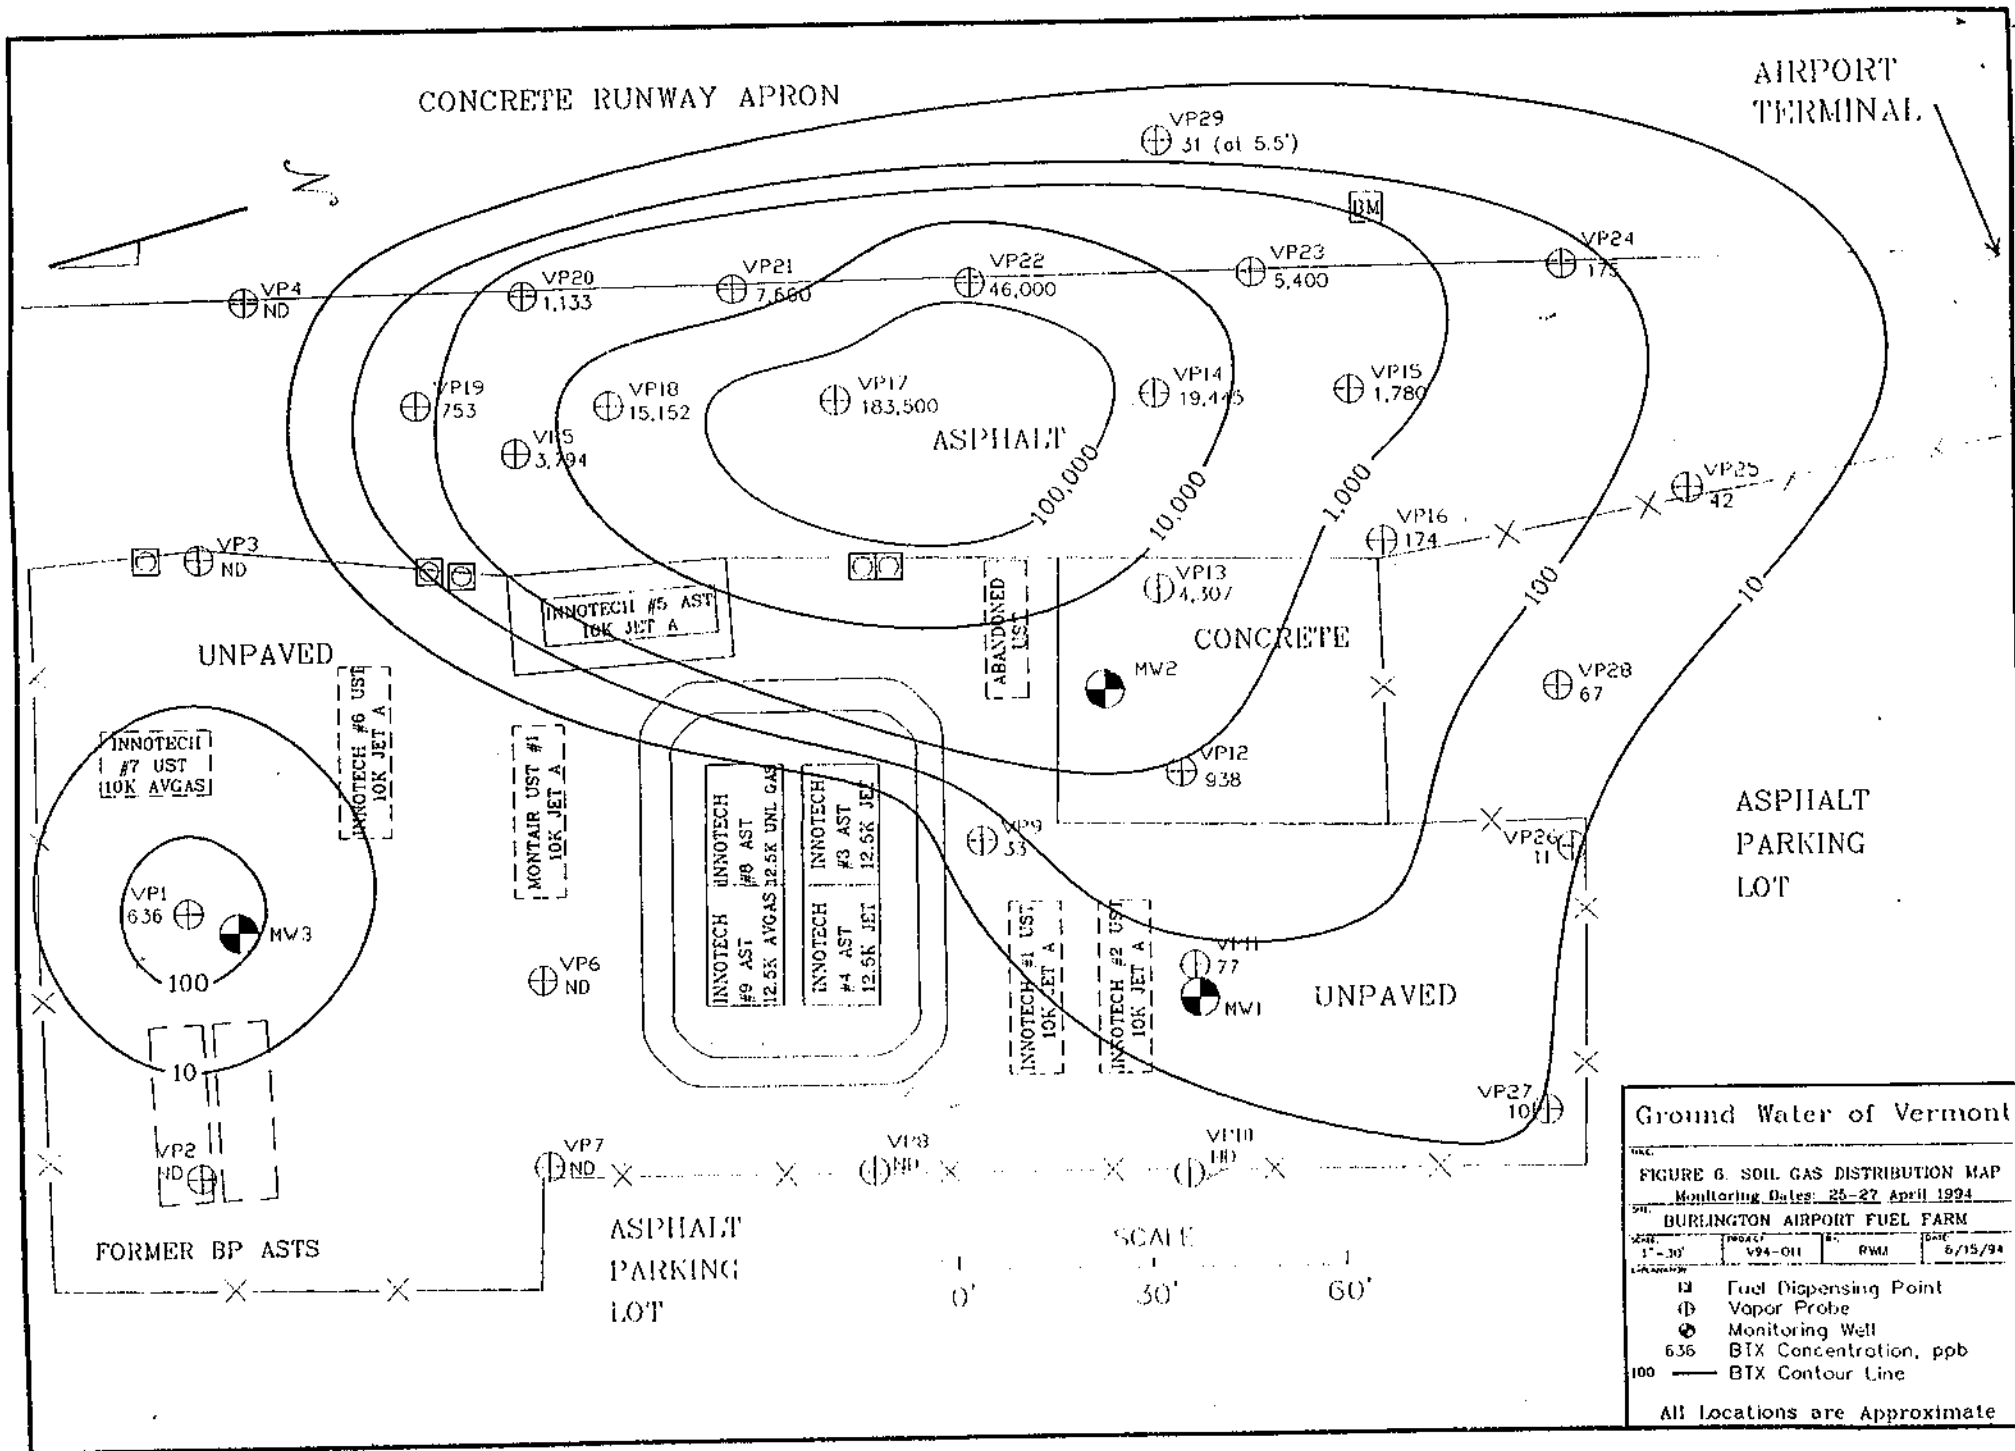 CONCRETE RUNWAY APRON
AIRPORT
TERMINAL
N
VP29
31 (at 5.5')
BM
VP4
ND
VP20
1,133
VP21
VP22
46,000
VP23
5,400
VP24
175
VP19
753
VP18
15,152
VP17
183,500
VP14
VP15
1,780
ASPHALT
VP5
3,794
100,000
10,000
1,000
VP25
42
VP16
174
VP3
ND
100
10
INNOTECH #5 AST
10K JET A
ABANDONED
UST
VP13
4,307
CONCRETE
UNPAVED
MW2
VP28
67
INNOTECH
#7 UST
10K AVGAS
INNOTECH #6 UST
10K JET A
MONTAIR UST #1
10K JET A
INNOTECH
#8 AST
12.5K UNL GAS
INNOTECH
#3 AST
12.5K JET
INNOTECH
#9 AST
12.5K AVGAS
INNOTECH
#4 AST
12.5K JET
VP12
938
VP9
33
VP26
11
ASPHALT
PARKING
LOT
VP1
636
MW3
100
10
VP6
ND
INNOTECH #1 UST
10K JET A
INNOTECH #2 UST
10K JET A
VP11
77
MW1
UNPAVED
VP27
10
VP2
ND
VP7
ND
VP8
ND
VP10
ND
FORMER BP ASTS
ASPHALT
PARKING
LOT
SCALE
0' 30' 60'
Ground Water of Vermont
FIGURE 6. SOIL GAS DISTRIBUTION MAP
Monitoring Dates: 25-27 April 1994
BURLINGTON AIRPORT FUEL FARM
1"-30' V94-011 RWM 6/15/94
Fuel Dispensing Point
Vapor Probe
Monitoring Well
636 BTX Concentration, ppb
100 BTX Contour Line
All Locations are Approximate